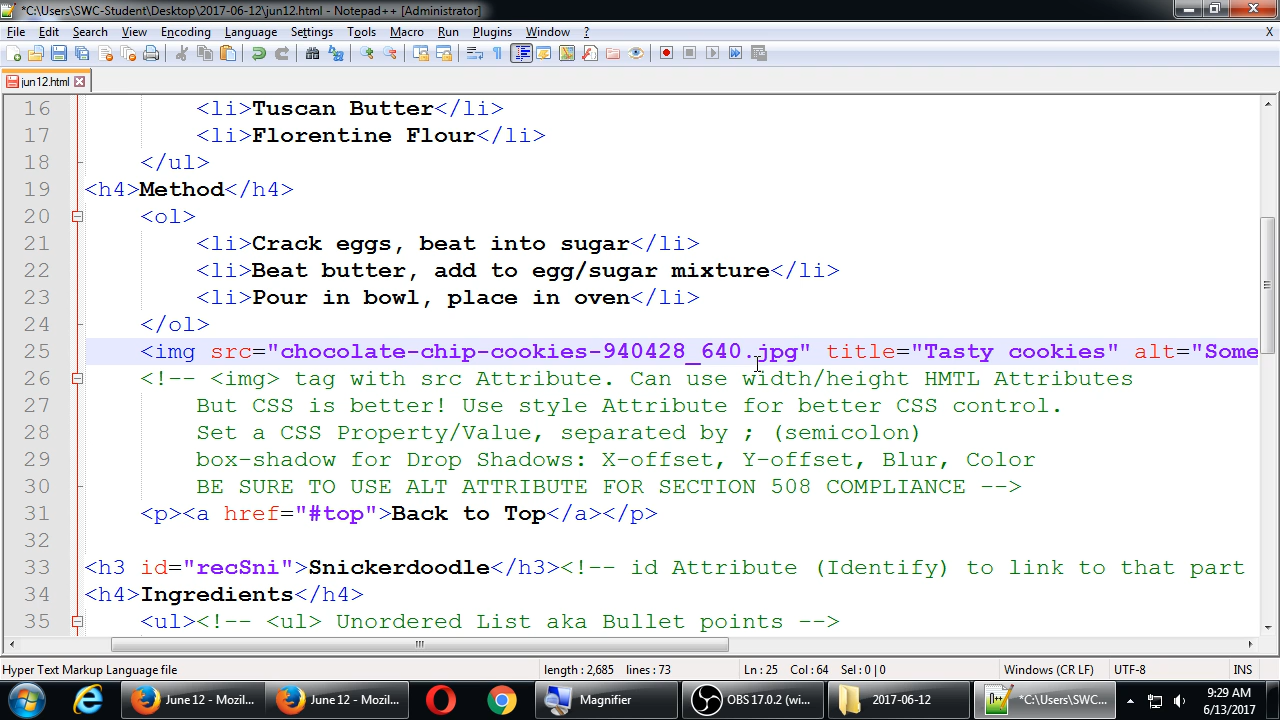 *C:\Users\SWC-Student\Desktop\2017-06-12\jun12.html - Notepad++ [Administrator]
File Edit Search View Encoding Language Settings Tools Macro Run Plugins Window ? X
jun12.html
16 <li>Tuscan Butter</li>
17 <li>Florentine Flour</li>
18 </ul>
19 <h4>Method</h4>
20 <ol>
21 <li>Crack eggs, beat into sugar</li>
22 <li>Beat butter, add to egg/sugar mixture</li>
23 <li>Pour in bowl, place in oven</li>
24 </ol>
25 <img src="chocolate-chip-cookies-940428_640.jpg" title="Tasty cookies" alt="Some
26 <!-- <img> tag with src Attribute. Can use width/height HMTL Attributes
27 But CSS is better! Use style Attribute for better CSS control.
28 Set a CSS Property/Value, separated by ; (semicolon)
29 box-shadow for Drop Shadows: X-offset, Y-offset, Blur, Color
30 BE SURE TO USE ALT ATTRIBUTE FOR SECTION 508 COMPLIANCE -->
31 <p><a href="#top">Back to Top</a></p>
32
33 <h3 id="recSni">Snickerdoodle</h3><!-- id Attribute (Identify) to link to that part
34 <h4>Ingredients</h4>
35 <ul><!-- <ul> Unordered List aka Bullet points -->
Hyper Text Markup Language file length : 2,685 lines : 73 Ln : 25 Col : 64 Sel : 0 | 0 Windows (CR LF) UTF-8 INS
June 12 - Mozil... June 12 - Mozil... Magnifier OBS 17.0.2 (wi... 2017-06-12 *C:\Users\SWC... 9:29 AM
6/13/2017